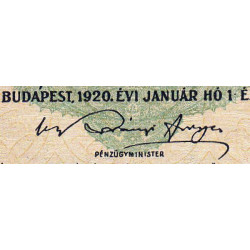 BUDAPEST, 1920. ÉVI JANUÁR HÓ 1-É
PÉNZÜGYMINISTER